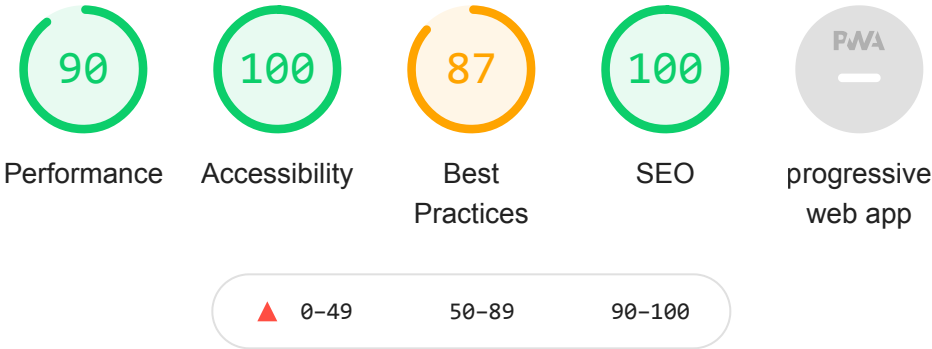 90
100
87
100
PWA
Performance
Accessibility
Best
Practices
SEO
progressive
web app
0–49
50–89
90–100